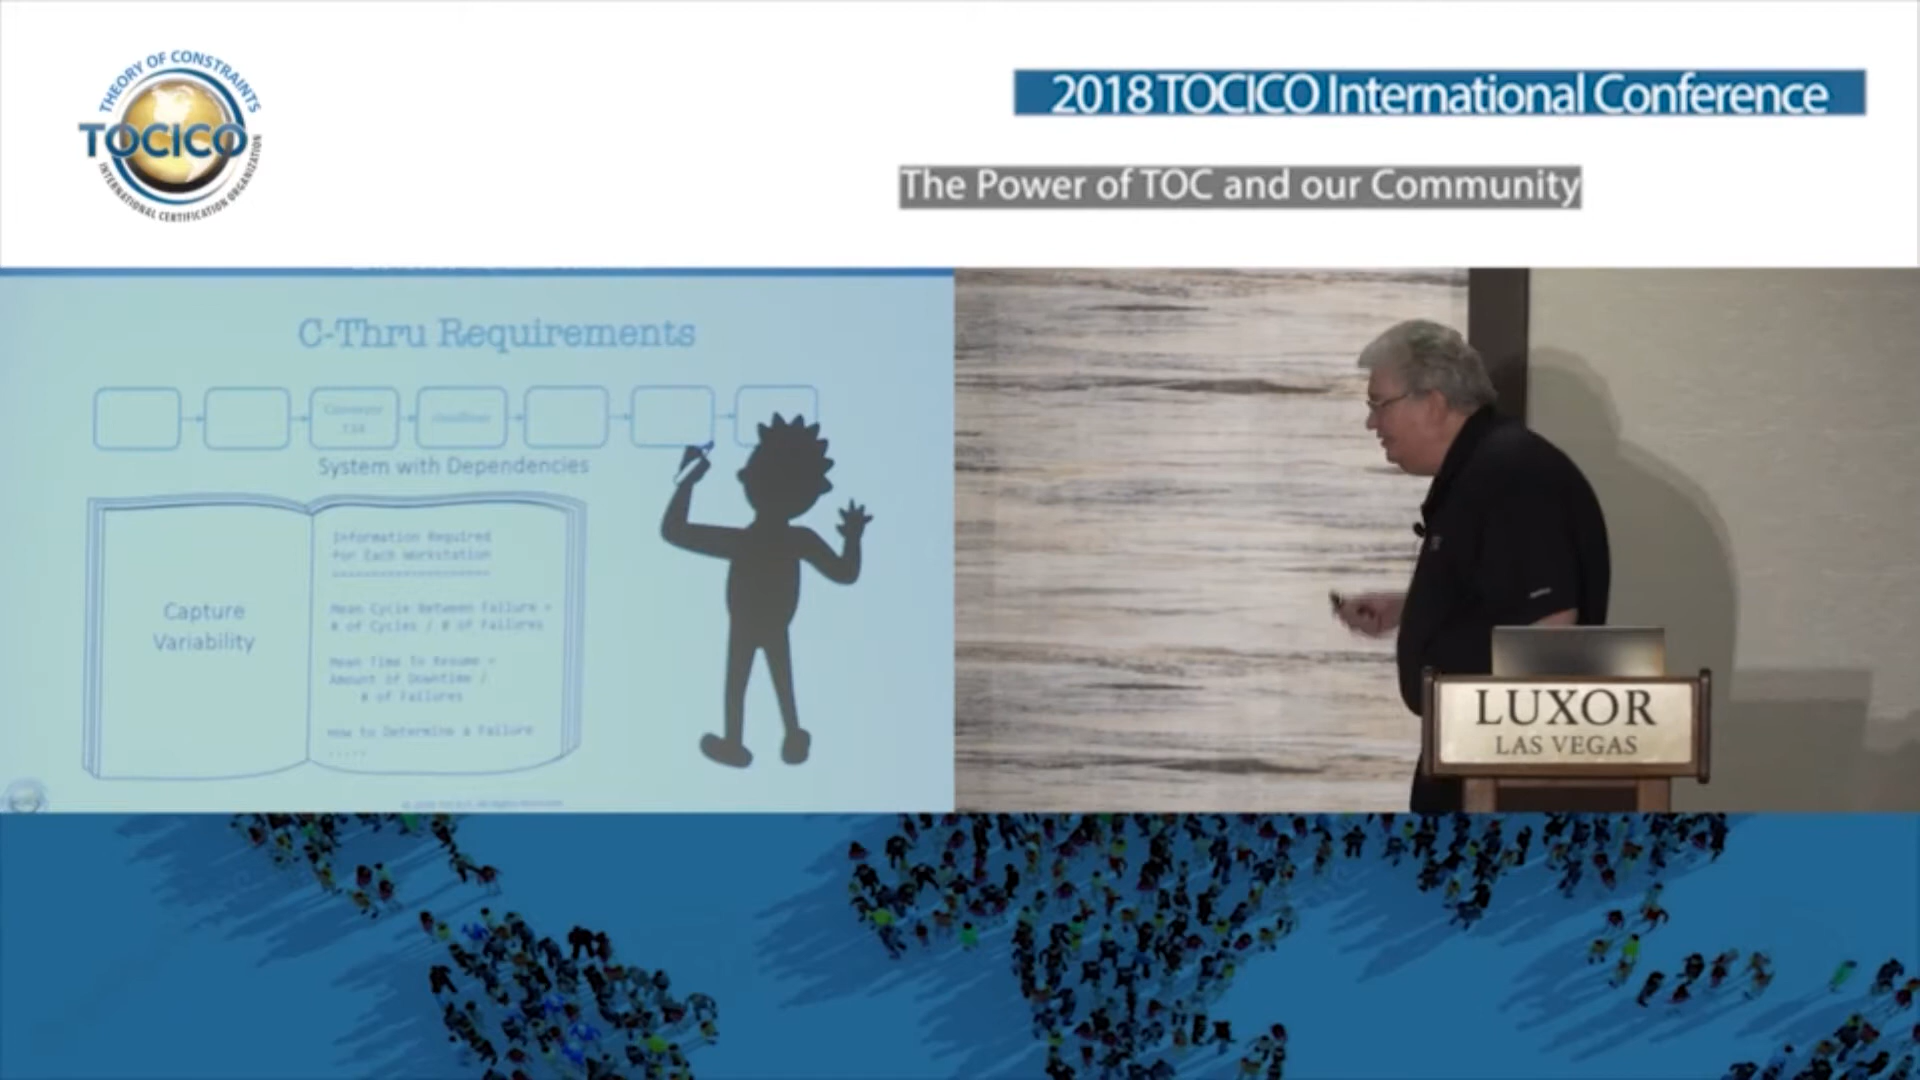 THEORY OF CONSTRAINTS
TOCICO
INTERNATIONAL CERTIFICATION ORGANIZATION
2018 TOCICO International Conference
The Power of TOC and our Community
C-Thru Requirements
System with Dependencies
Capture
Variability
Information Required
For Each Workstation
Mean Cycle Between Failure =
# of Cycles / # of Failures
Mean Time To Resume =
Amount of Downtime /
# of Failures
How to Determine a Failure
.....
LUXOR
LAS VEGAS